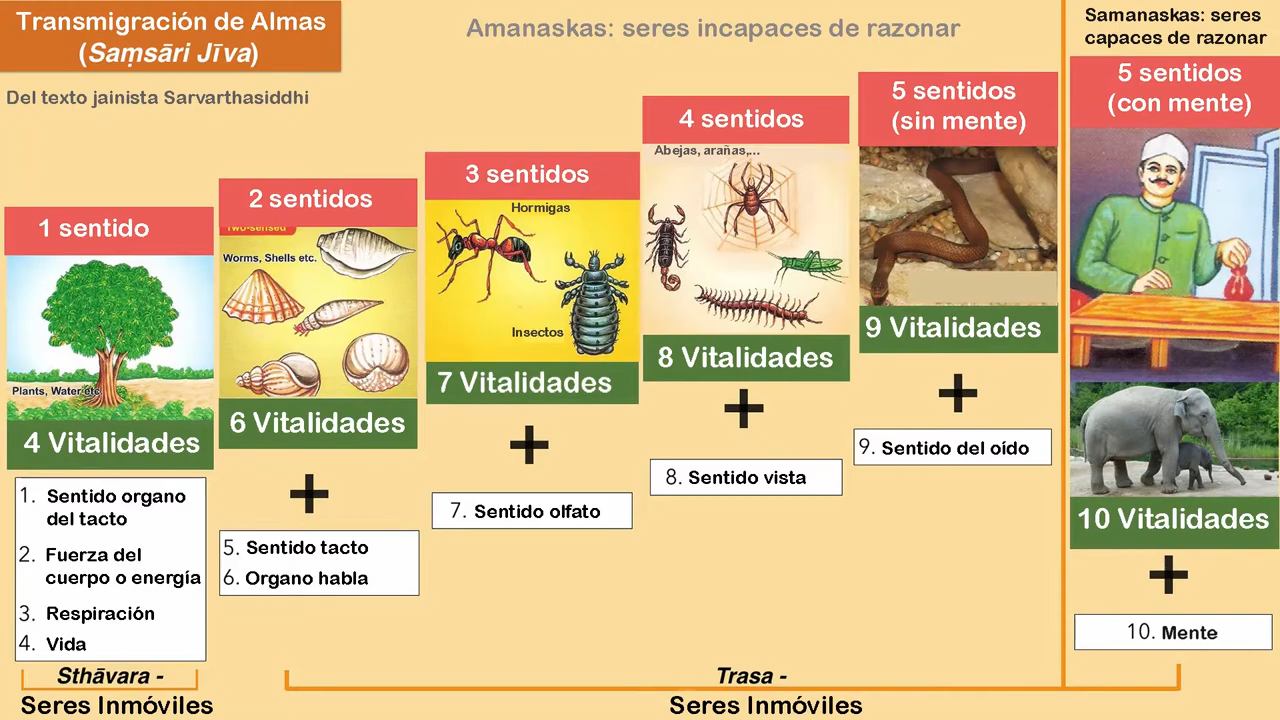 Transmigración de Almas
(Saṃsāri Jīva)
Del texto jainista Sarvarthasiddhi
Amanaskas: seres incapaces de razonar
Samanaskas: seres
capaces de razonar
1 sentido
Plants, Water etc
4 Vitalidades
1. Sentido organo
del tacto
2. Fuerza del
cuerpo o energía
3. Respiración
4. Vida
Sthāvara -
Seres Inmóviles
2 sentidos
Two-sensed
Worms, Shells etc.
6 Vitalidades
+
5. Sentido tacto
6. Organo habla
3 sentidos
Hormigas
Insectos
7 Vitalidades
+
7. Sentido olfato
4 sentidos
Abejas, arañas,...
8 Vitalidades
+
8. Sentido vista
5 sentidos
(sin mente)
9 Vitalidades
+
9. Sentido del oído
5 sentidos
(con mente)
10 Vitalidades
+
10. Mente
Trasa -
Seres Inmóviles